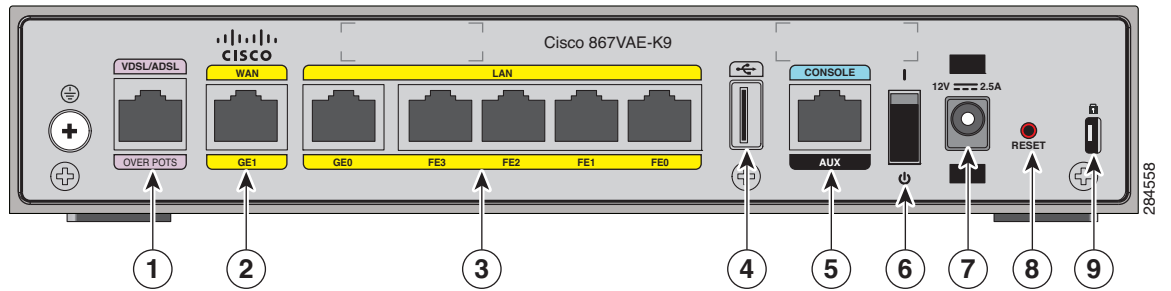 CISCO
Cisco 867VAE-K9
VDSL/ADSL
WAN
LAN
CONSOLE
12V 2.5A
OVER POTS
GE1
GE0
FE3
FE2
FE1
FE0
AUX
RESET
1
2
3
4
5
6
7
8
9
284558